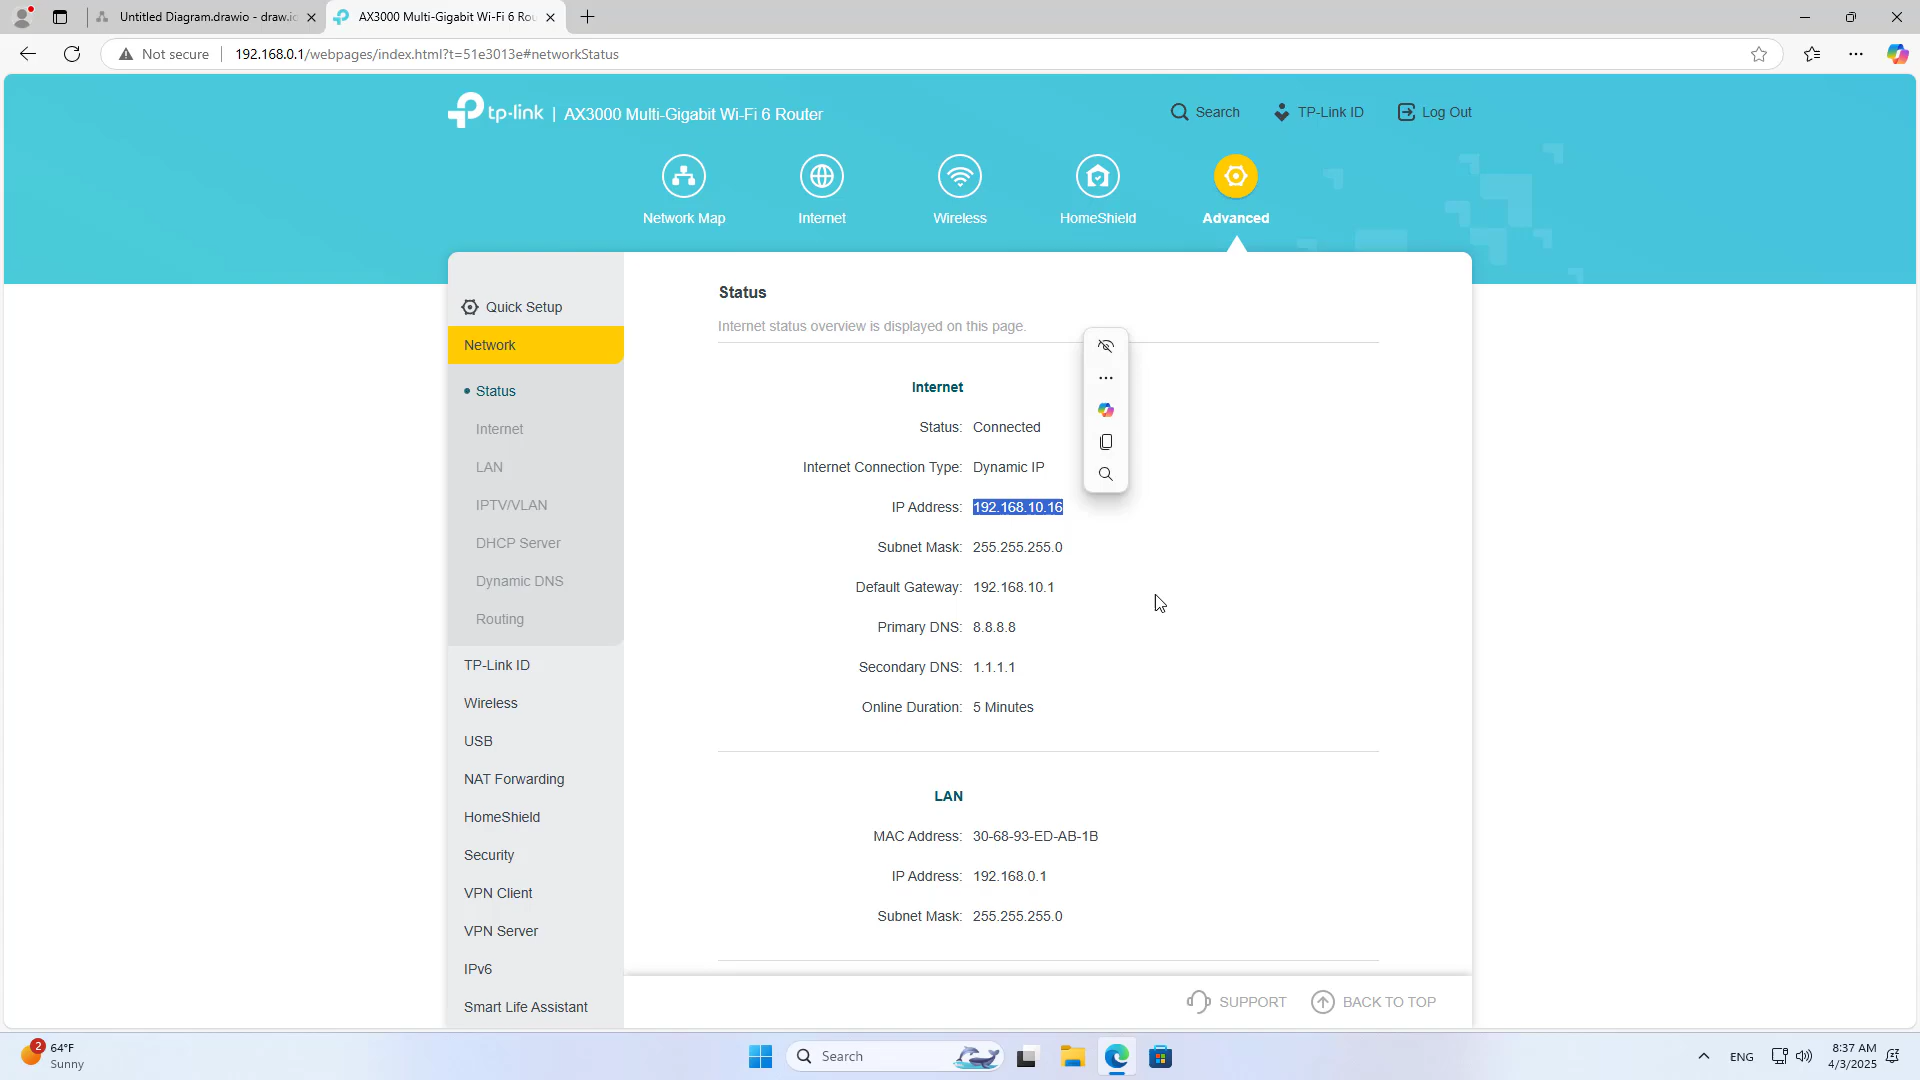 Untitled Diagram.drawio - draw.io
AX3000 Multi-Gigabit Wi-Fi 6 Rou
Not secure
192.168.0.1/webpages/index.html?t=51e3013e#networkStatus
tp-link | AX3000 Multi-Gigabit Wi-Fi 6 Router
Search
TP-Link ID
Log Out
Network Map
Internet
Wireless
HomeShield
Advanced
Quick Setup
Network
Status
Internet
LAN
IPTV/VLAN
DHCP Server
Dynamic DNS
Routing
TP-Link ID
Wireless
USB
NAT Forwarding
HomeShield
Security
VPN Client
VPN Server
IPv6
Smart Life Assistant
Status
Internet status overview is displayed on this page.
Internet
Status: Connected
Internet Connection Type: Dynamic IP
IP Address: 192.168.10.16
Subnet Mask: 255.255.255.0
Default Gateway: 192.168.10.1
Primary DNS: 8.8.8.8
Secondary DNS: 1.1.1.1
Online Duration: 5 Minutes
LAN
MAC Address: 30-68-93-ED-AB-1B
IP Address: 192.168.0.1
Subnet Mask: 255.255.255.0
SUPPORT
BACK TO TOP
2
64°F
Sunny
Search
ENG
8:37 AM
4/3/2025